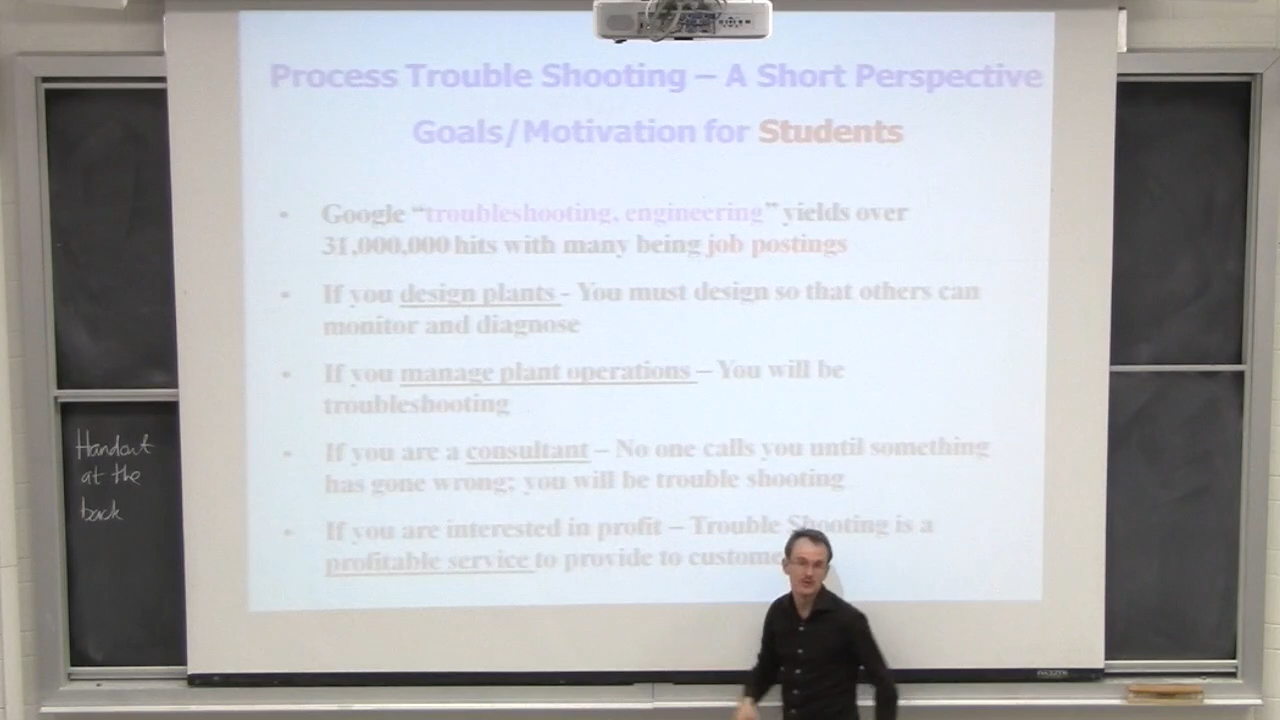 Process Trouble Shooting – A Short Perspective
Goals/Motivation for Students
• Google “troubleshooting, engineering” yields over
31,000,000 hits with many being job postings
• If you design plants - You must design so that others can
monitor and diagnose
• If you manage plant operations – You will be
troubleshooting
• If you are a consultant – No one calls you until something
has gone wrong; you will be trouble shooting
• If you are interested in profit – Trouble Shooting is a
profitable service to provide to custome
Handout
at the
back